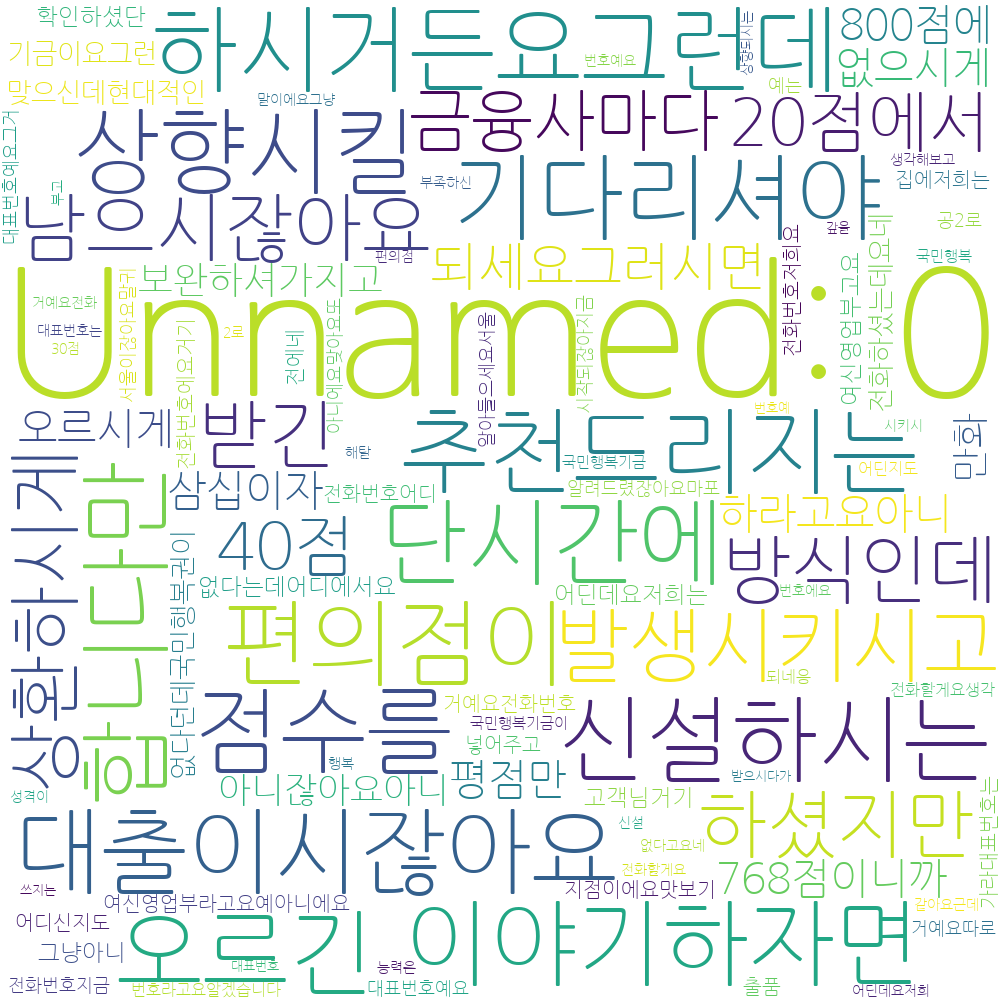 확인하셨단
하시거든요그런데
800점에
기금이요그런
번호예요
상향되시는
없으시게
맞으신데현대적인
말이에요그냥
예는
금융사마다
20점에서
상향시킬
대표번호예요그거
부고
부족하신
기다리셔야
생각해보고
집에저희는
남으시잖아요
편의점
갚을
공2로
보완하셔가지고
되세요그러시면
전화번호저희요
여신영업부고요
전화하셨는데요네
국민행복
Unnamed: 0
거예요전화
대표번호는
30점
서울이잖아요말귀
전화번호에요거기
2로
전에네
아니에요맞아요또
알아들으세요서울
시작되잖아지금
오르시게
받긴
추천드리지는
번호예
시키시
만화
해탈
국민행복기금
어딘지도
상환하시게
합니다만
삼십이자
전화번호어디
알려드렸잖아요마포
하라고요아니
40점
단시간에
방식인데
없다던데국민행복권이
없다는데어디에서요
어딘데요저희는
번호에요
편의점이
발생시키시고
되네응
점수를
거예요전화번호
전화할게요생각
국민행복기금이
신설하시는
넣어주고
행복
받으시다가
성격이
아니잖아요아니
평점만
고객님거기
하셨지만
가라대표번호는
대출이시잖아요
신설
없다고요네
전화할게요
768점이니까
쓰지는
여신영업부라고요예아니에요
지점이에요맛보기
같아요근데
어디신지도
오르긴
이야기하자면
거예요따로
그냥아니
대표번호
능력은
전화번호지금
번호라고요알겠습니다
대표번호예요
출품
어딘데요저희